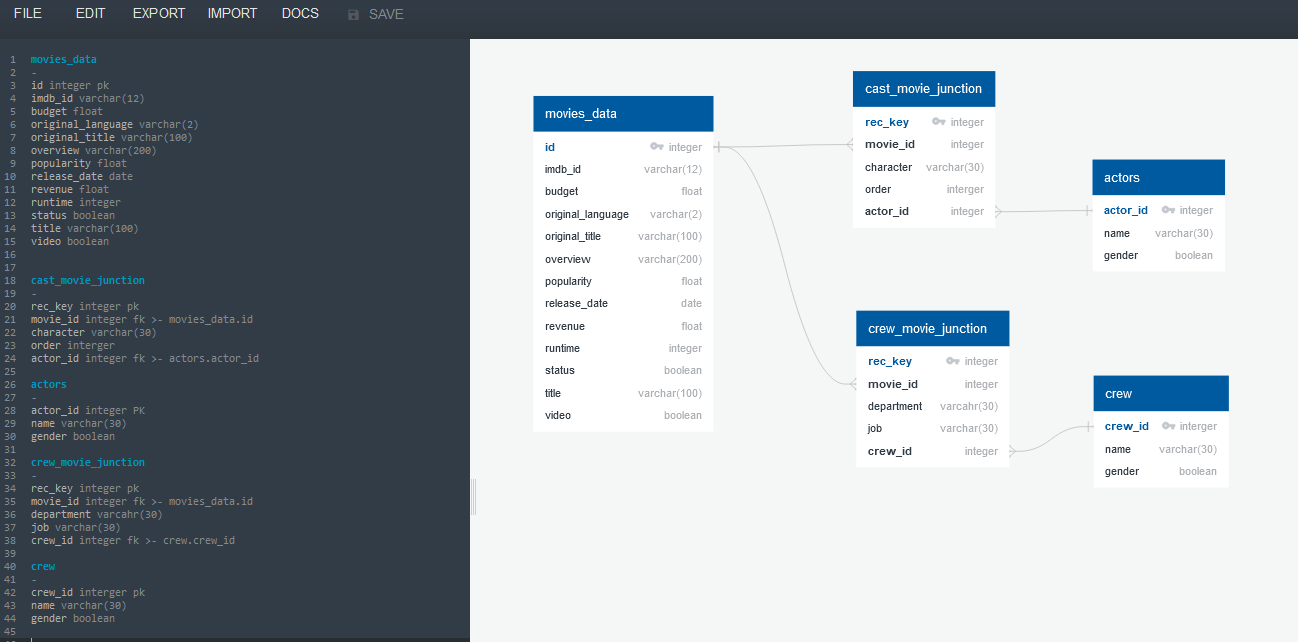 FILE EDIT EXPORT IMPORT DOCS SAVE
1 movies_data
2 -
3 id integer pk
4 imdb_id varchar(12)
5 budget float
6 original_language varchar(2)
7 original_title varchar(100)
8 overview varchar(200)
9 popularity float
10 release_date date
11 revenue float
12 runtime integer
13 status boolean
14 title varchar(100)
15 video boolean
16
17
18 cast_movie_junction
19 -
20 rec_key integer pk
21 movie_id integer fk >- movies_data.id
22 character varchar(30)
23 order interger
24 actor_id integer fk >- actors.actor_id
25
26 actors
27 -
28 actor_id integer PK
29 name varchar(30)
30 gender boolean
31
32 crew_movie_junction
33 -
34 rec_key integer pk
35 movie_id integer fk >- movies_data.id
36 department varcahr(30)
37 job varchar(30)
38 crew_id integer fk >- crew.crew_id
39
40 crew
41 -
42 crew_id interger pk
43 name varchar(30)
44 gender boolean
45
movies_data
id integer
imdb_id varchar(12)
budget float
original_language varchar(2)
original_title varchar(100)
overview varchar(200)
popularity float
release_date date
revenue float
runtime integer
status boolean
title varchar(100)
video boolean
cast_movie_junction
rec_key integer
movie_id integer
character varchar(30)
order interger
actor_id integer
actors
actor_id integer
name varchar(30)
gender boolean
crew_movie_junction
rec_key integer
movie_id integer
department varcahr(30)
job varchar(30)
crew_id integer
crew
crew_id interger
name varchar(30)
gender boolean